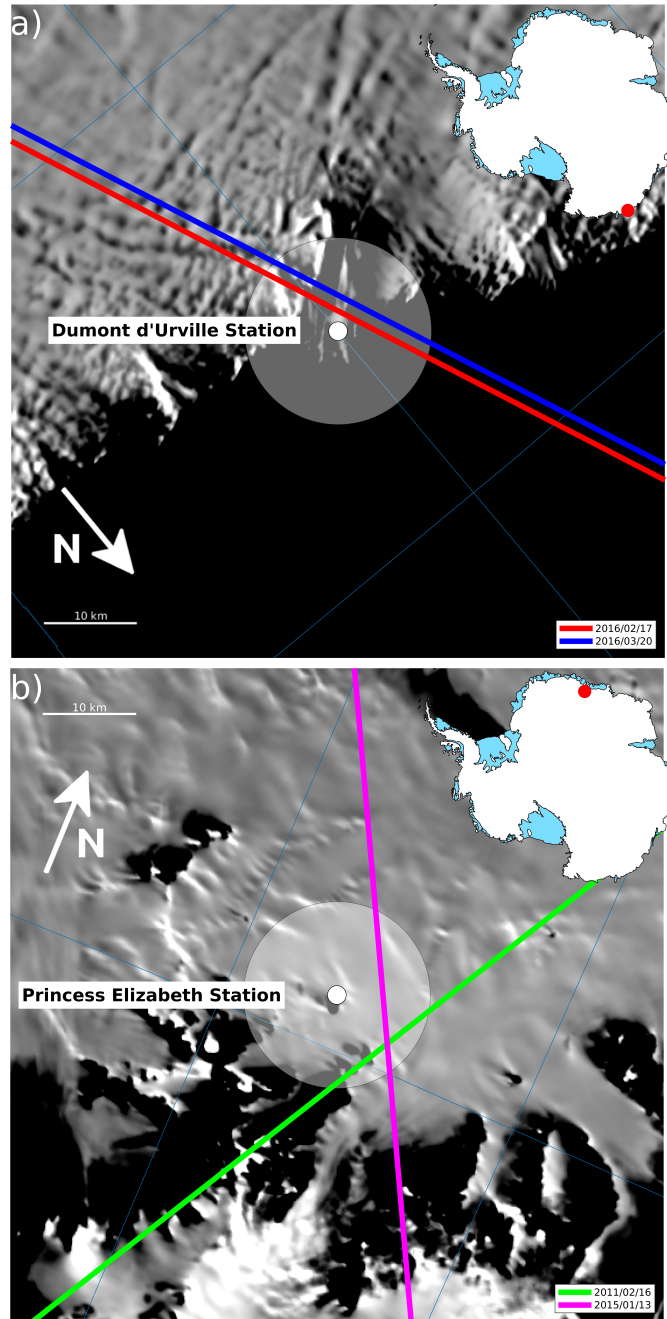 a)
Dumont d'Urville Station
N
10 km
2016/02/17
2016/03/20
b)
10 km
N
Princess Elizabeth Station
2011/02/16
2015/01/13